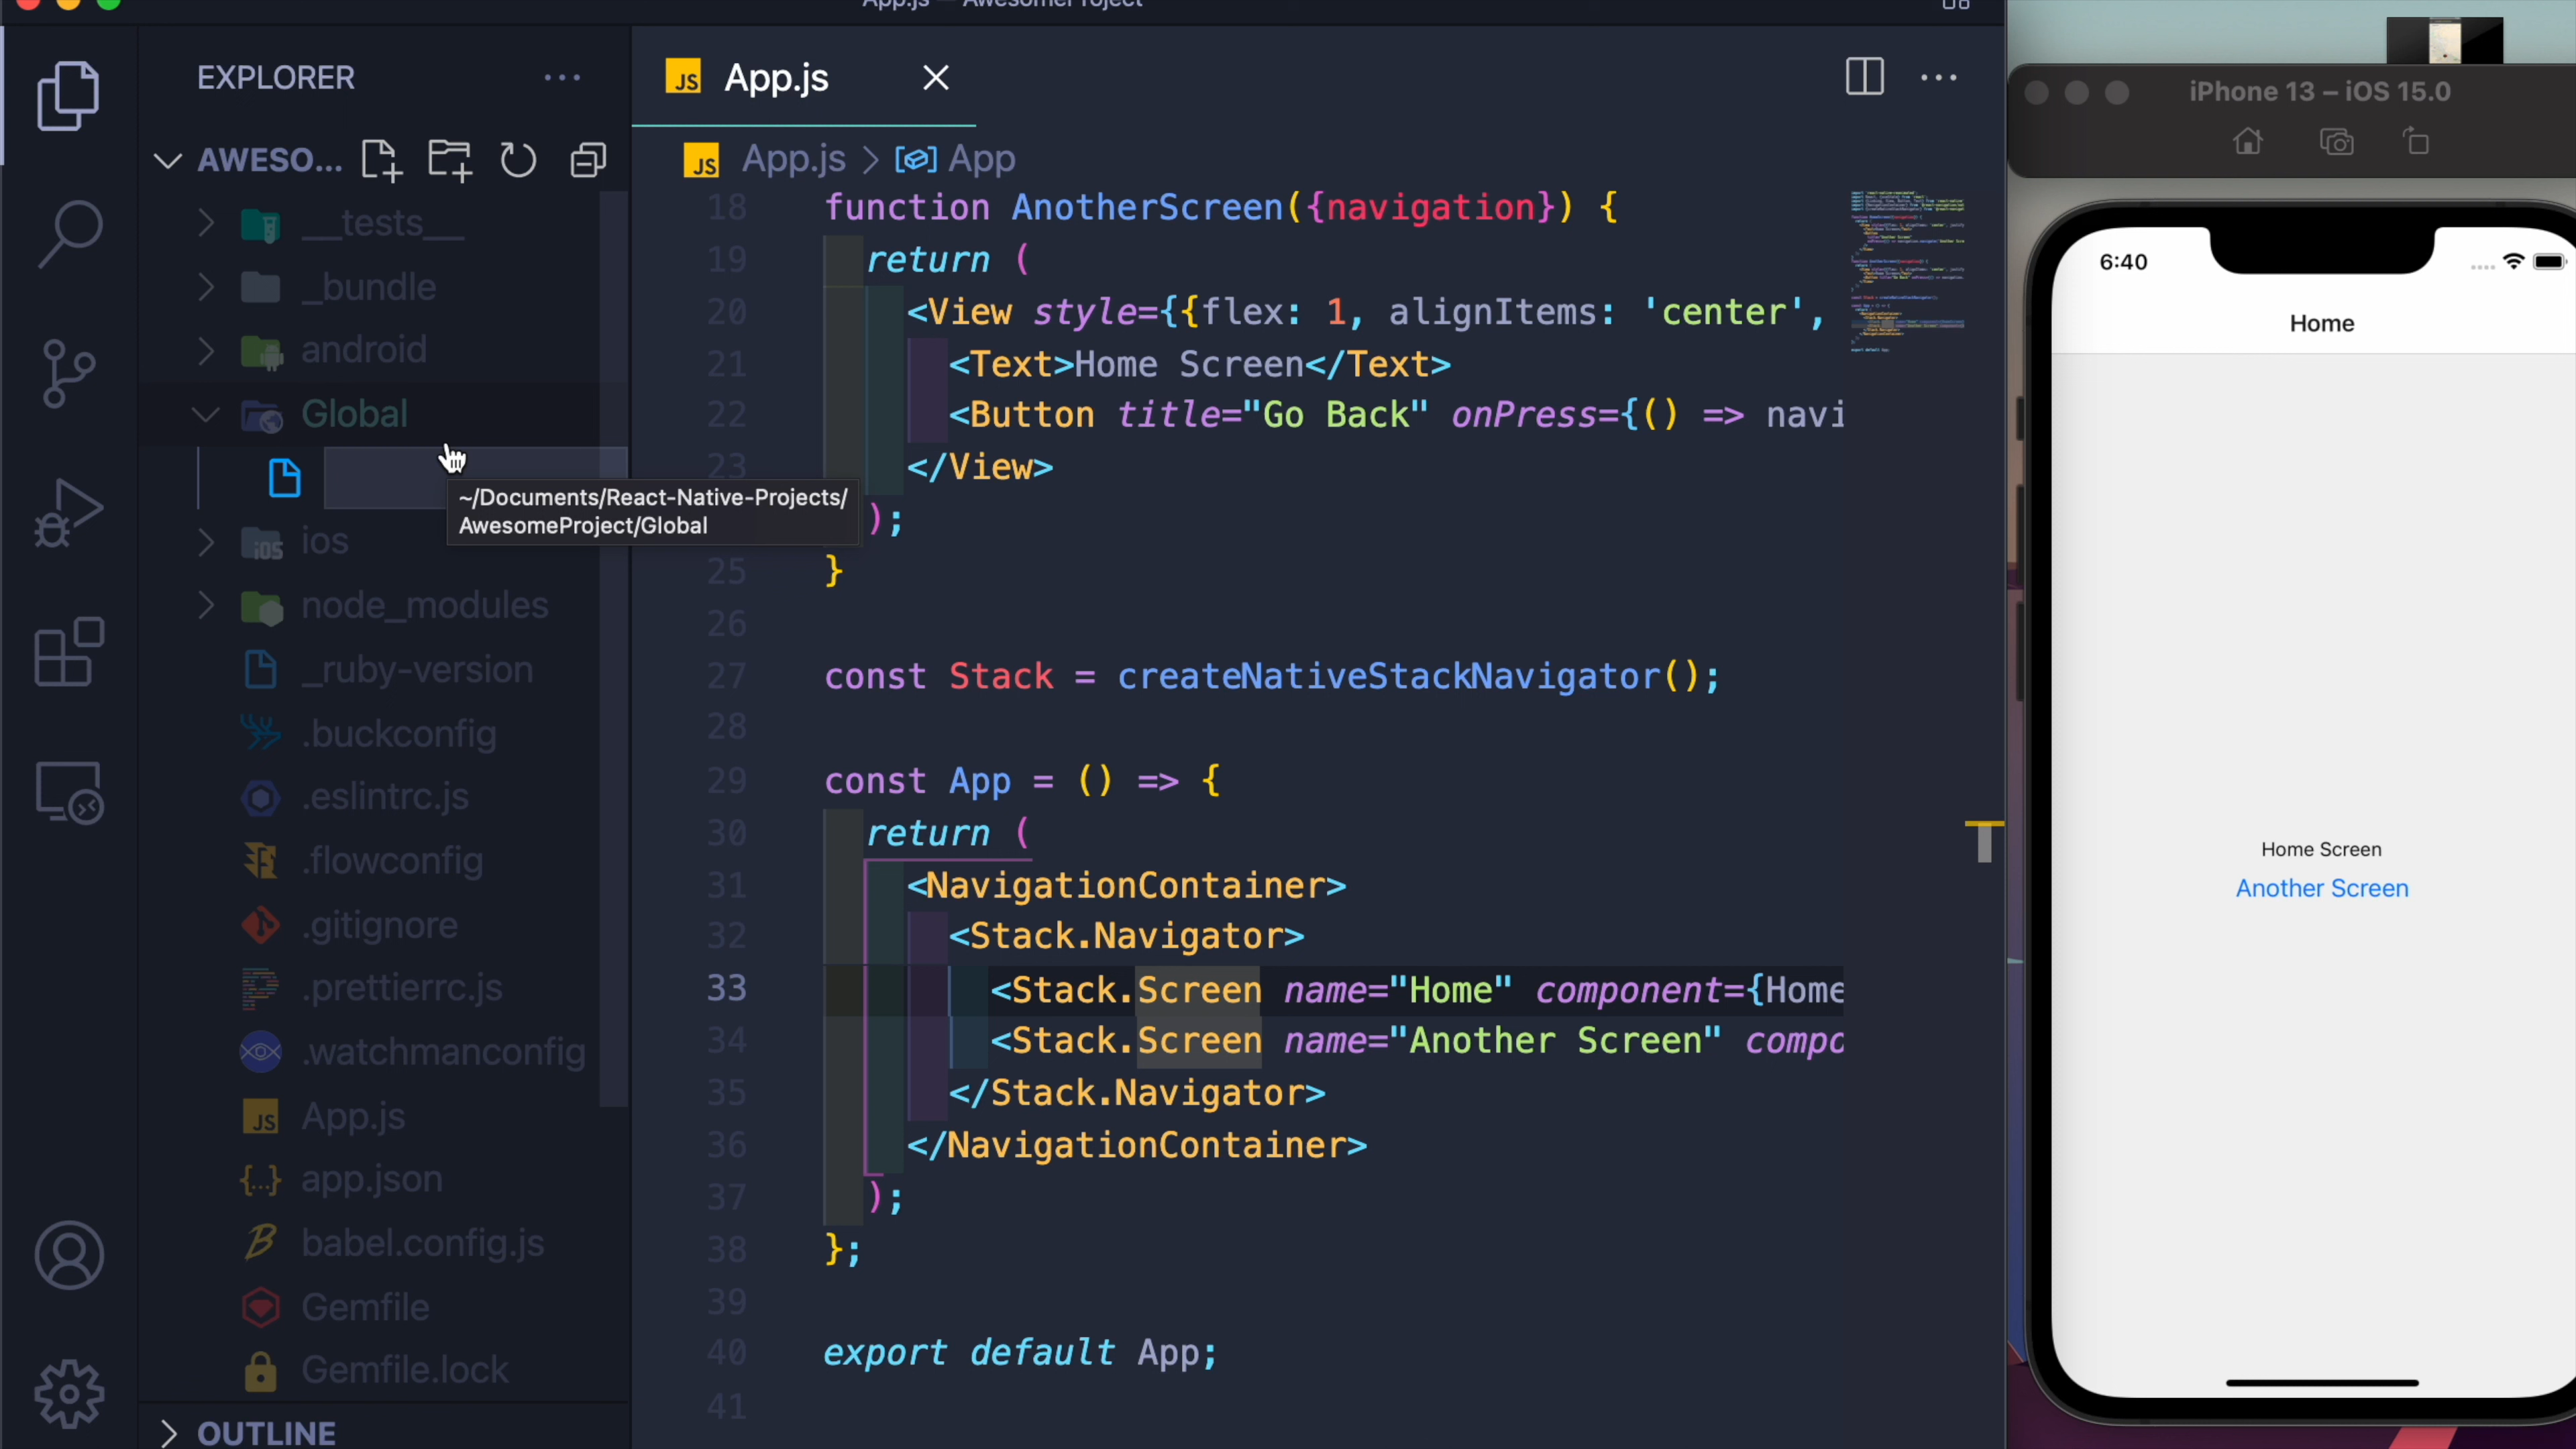 App.js — AwesomeProject
EXPLORER
AWESO...
__tests__
_bundle
android
Global
~/Documents/React-Native-Projects/
AwesomeProject/Global
ios
node_modules
_ruby-version
.buckconfig
.eslintrc.js
.flowconfig
.gitignore
.prettierrc.js
.watchmanconfig
App.js
app.json
babel.config.js
Gemfile
Gemfile.lock
OUTLINE
JS App.js
JS App.js > App
18 function AnotherScreen({navigation}) {
19 return (
20 <View style={{flex: 1, alignItems: 'center',
21 <Text>Home Screen</Text>
22 <Button title="Go Back" onPress={() => navi
23 </View>
);
25 }
26
27 const Stack = createNativeStackNavigator();
28
29 const App = () => {
30 return (
31 <NavigationContainer>
32 <Stack.Navigator>
33 <Stack.Screen name="Home" component={Home
34 <Stack.Screen name="Another Screen" compo
35 </Stack.Navigator>
36 </NavigationContainer>
37 );
38 };
39
40 export default App;
41
iPhone 13 – iOS 15.0
6:40
Home
Home Screen
Another Screen